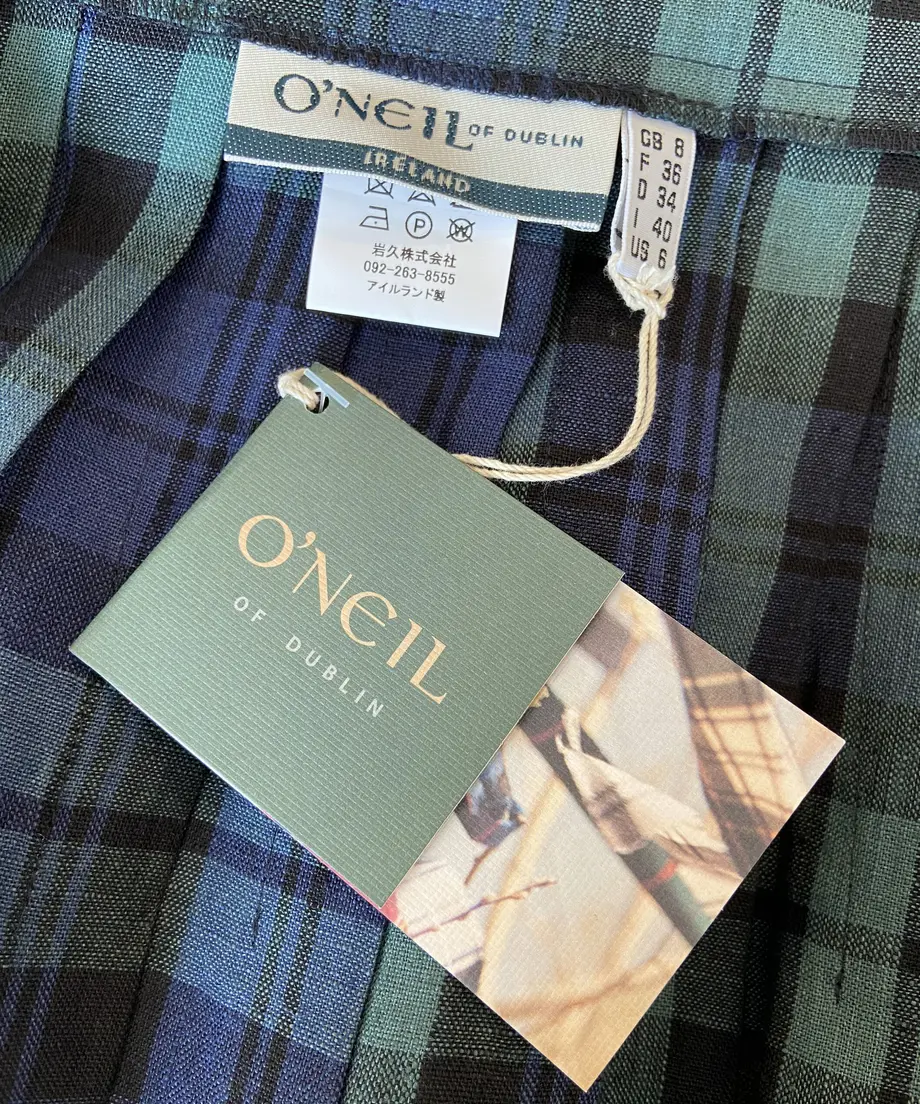 O'NEIL OF DUBLIN
IRELAND
GB 8
F 36
D 34
I 40
US 6
P
W
岩久株式会社
092-263-8555
アイルランド製
O'NEIL
OF DUBLIN